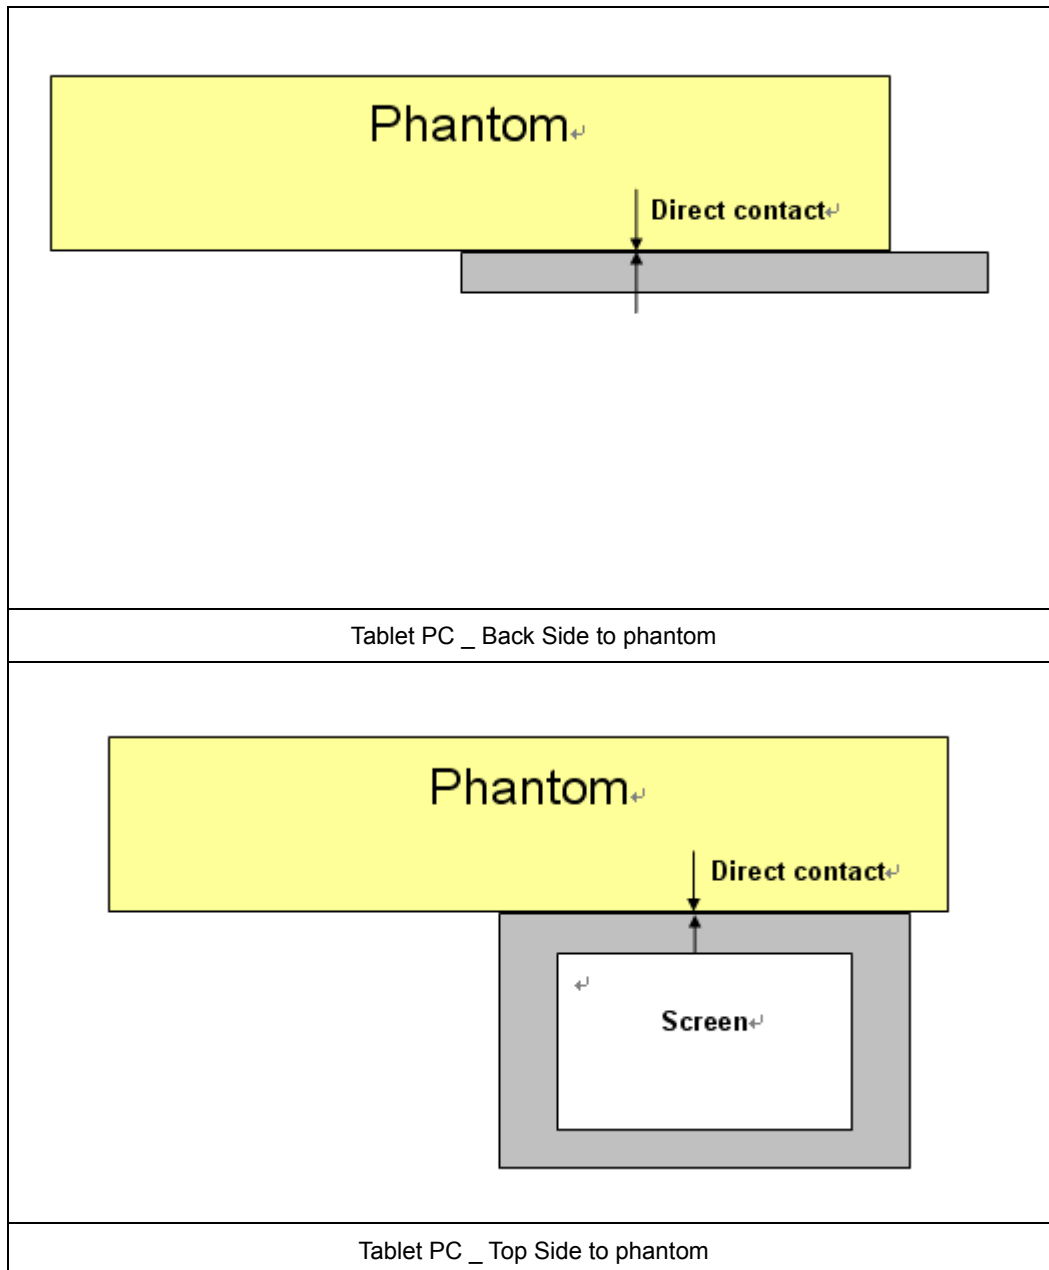 Phantom↵
Direct contact↵
Tablet PC _ Back Side to phantom
Phantom↵
Direct contact↵
↵
Screen↵
Tablet PC _ Top Side to phantom